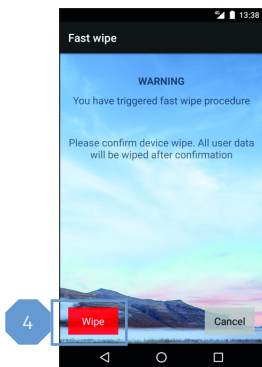 13:38
Fast wipe
WARNING
You have triggered fast wipe procedure
Please confirm device wipe. All user data
will be wiped after confirmation
4
Wipe
Cancel